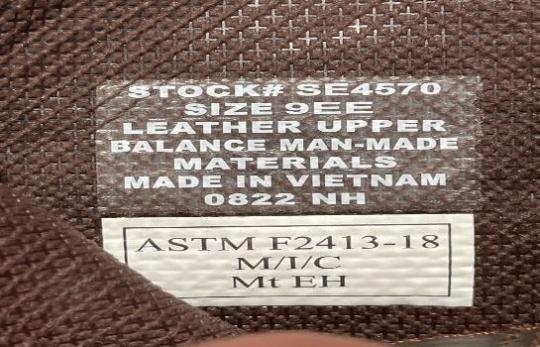 STOCK# SE4570
SIZE 9EE
LEATHER UPPER
BALANCE MAN-MADE
MATERIALS
MADE IN VIETNAM
0822 NH
ASTM F2413-18
M/I/C
Mt EH